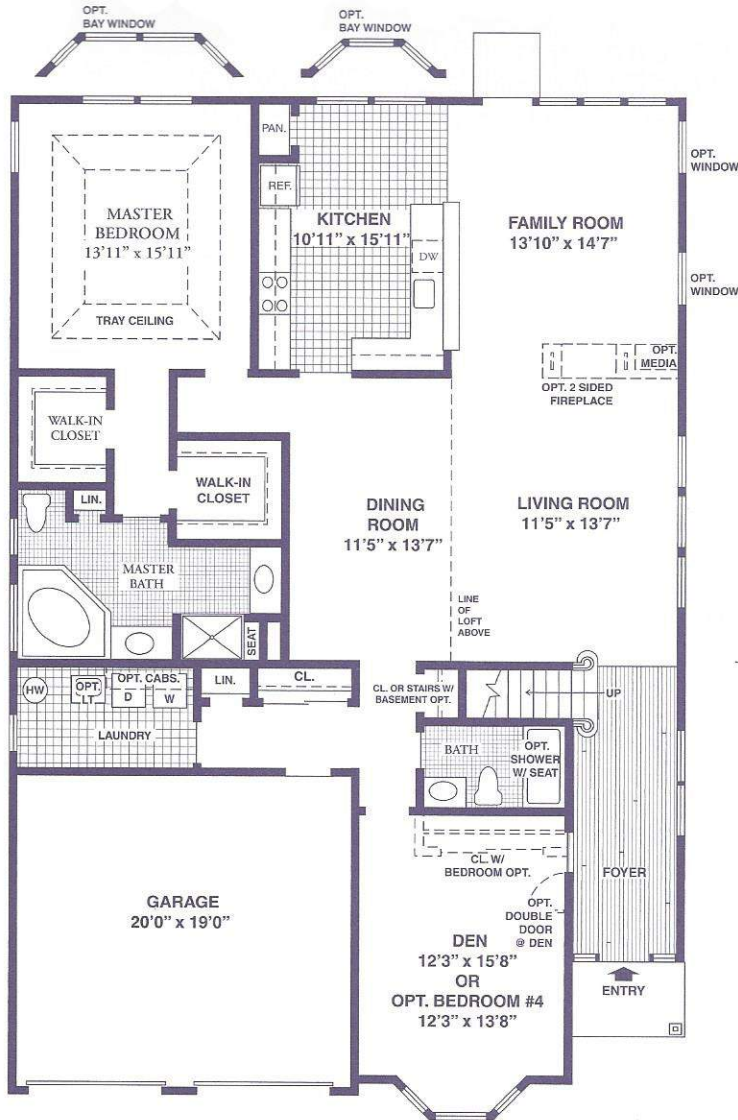 OPT.
BAY WINDOW
OPT.
BAY WINDOW
PAN.
REF.
MASTER
BEDROOM
13'11" x 15'11"
TRAY CEILING
KITCHEN
10'11" x 15'11"
DW
FAMILY ROOM
13'10" x 14'7"
OPT.
WINDOW
OPT.
WINDOW
OPT.
MEDIA
OPT. 2 SIDED
FIREPLACE
WALK-IN
CLOSET
WALK-IN
CLOSET
LIN.
DINING
ROOM
11'5" x 13'7"
LIVING ROOM
11'5" x 13'7"
MASTER
BATH
SEAT
LINE
OF
LOFT
ABOVE
HW
OPT.
LT
OPT. CABS.
D
W
LAUNDRY
LIN.
CL.
CL. OR STAIRS W/
BASEMENT OPT.
UP
BATH
OPT.
SHOWER
W/ SEAT
CL. W/
BEDROOM OPT.
OPT.
DOUBLE
DOOR
@ DEN
FOYER
GARAGE
20'0" x 19'0"
DEN
12'3" x 15'8"
OR
OPT. BEDROOM #4
12'3" x 13'8"
ENTRY